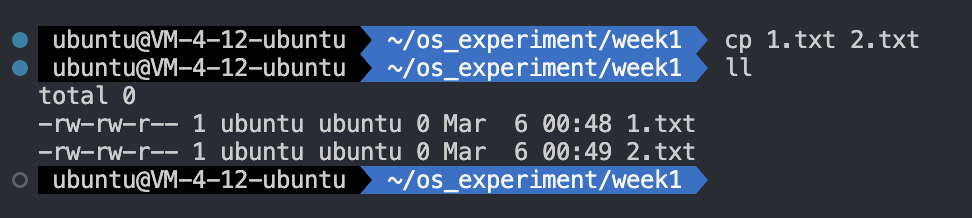 ubuntu@VM-4-12-ubuntu ~/os_experiment/week1 cp 1.txt 2.txt
ubuntu@VM-4-12-ubuntu ~/os_experiment/week1 ll
total 0
-rw-rw-r-- 1 ubuntu ubuntu 0 Mar  6 00:48 1.txt
-rw-rw-r-- 1 ubuntu ubuntu 0 Mar  6 00:49 2.txt
ubuntu@VM-4-12-ubuntu ~/os_experiment/week1